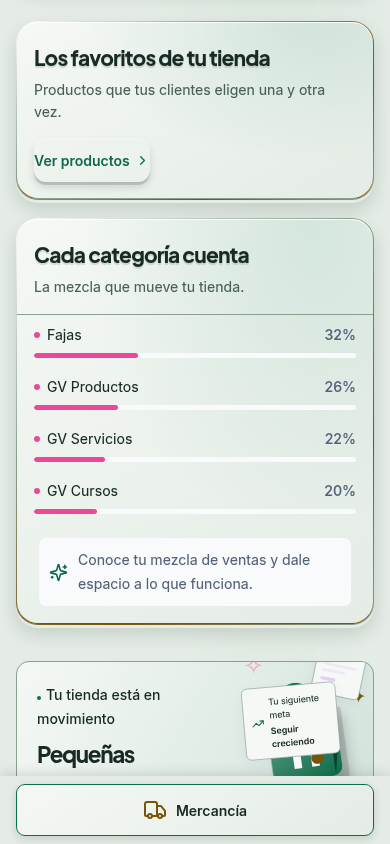 Los favoritos de tu tienda
Productos que tus clientes eligen una y otra
vez.
Ver productos
Cada categoría cuenta
La mezcla que mueve tu tienda.
Fajas 32%
GV Productos 26%
GV Servicios 22%
GV Cursos 20%
Conoce tu mezcla de ventas y dale
espacio a lo que funciona.
Tu tienda está en
movimiento
Pequeñas
Tu siguiente
meta
Seguir
creciendo
Mercancía